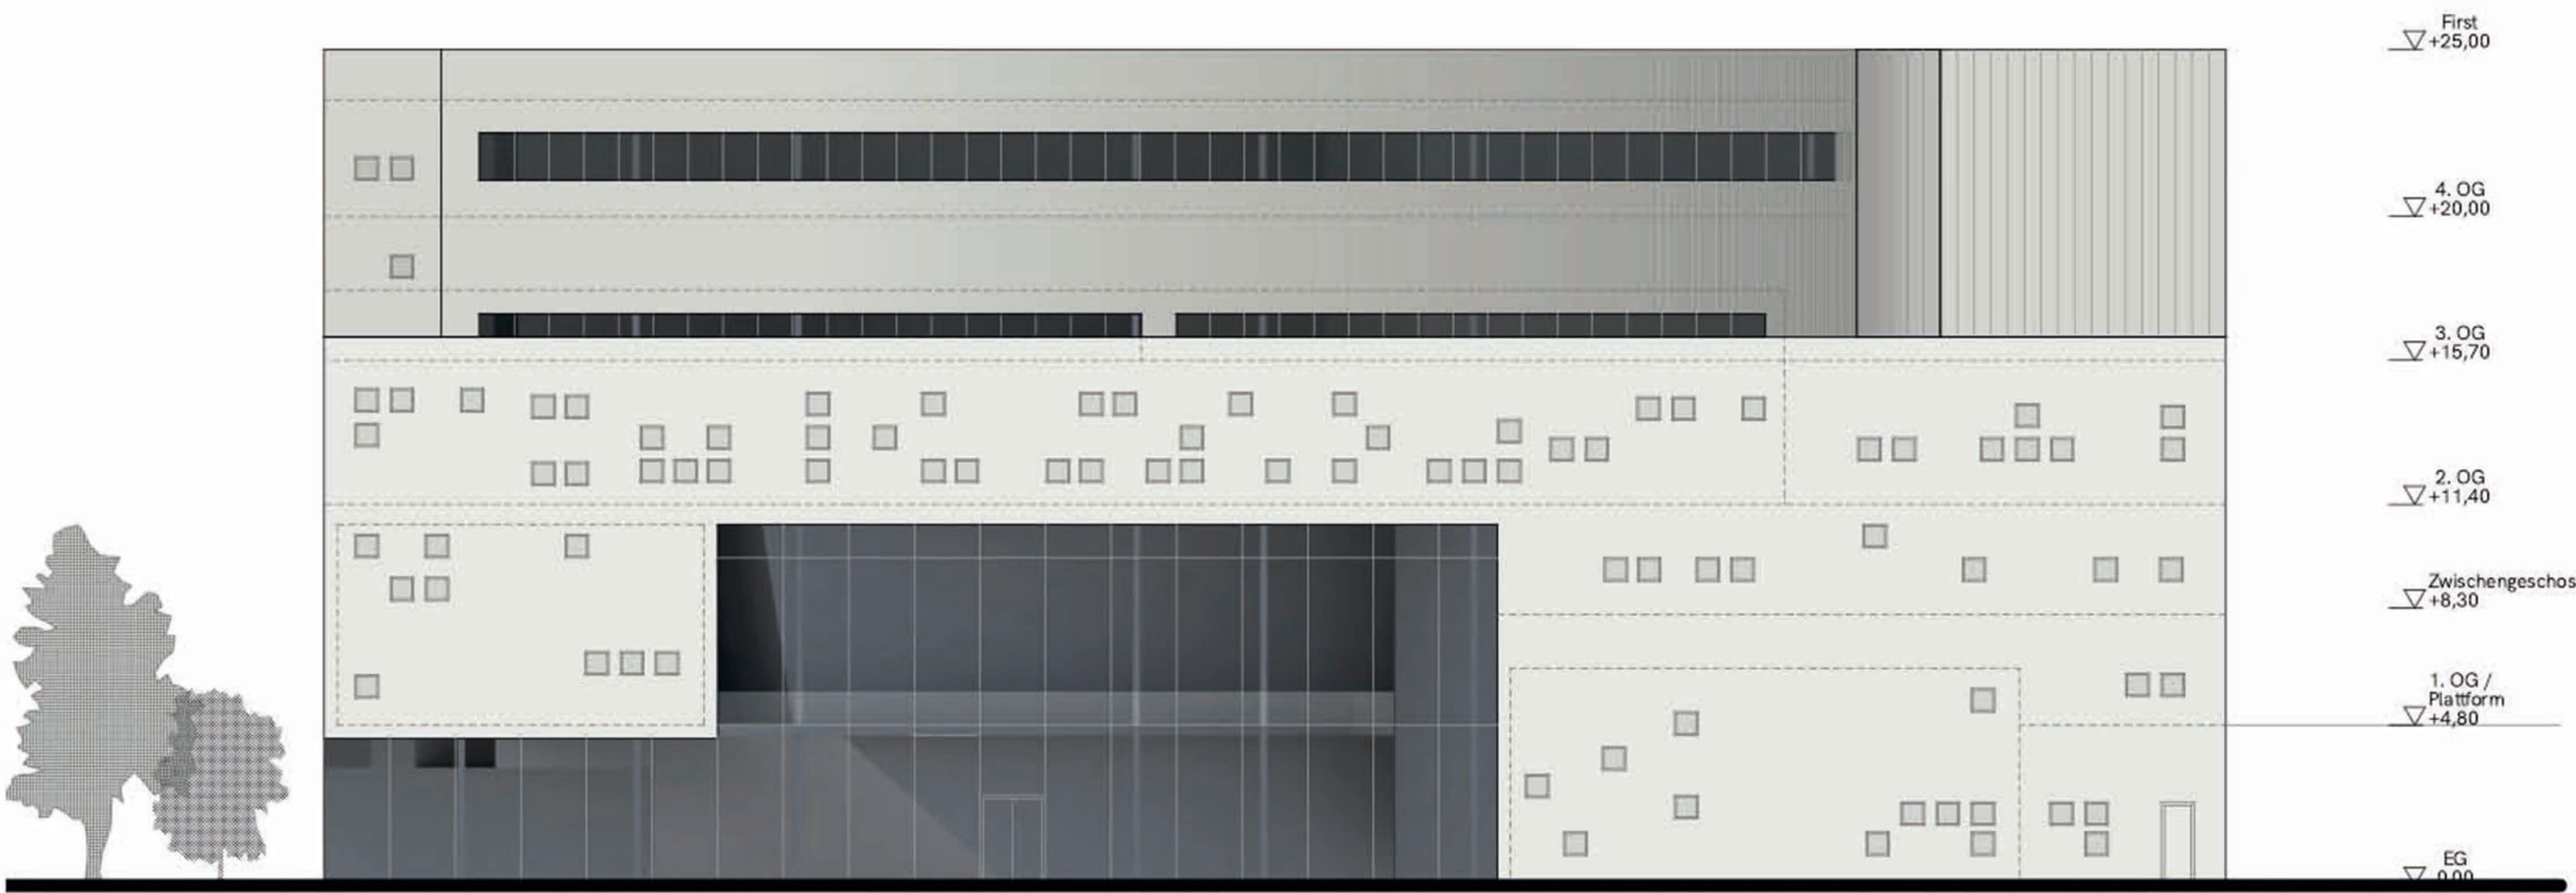 First
+25,00
4. OG
+20,00
3. OG
+15,70
2. OG
+11,40
Zwischengeschos
+8,30
1. OG /
Plattform
+4,80
EG
0,00